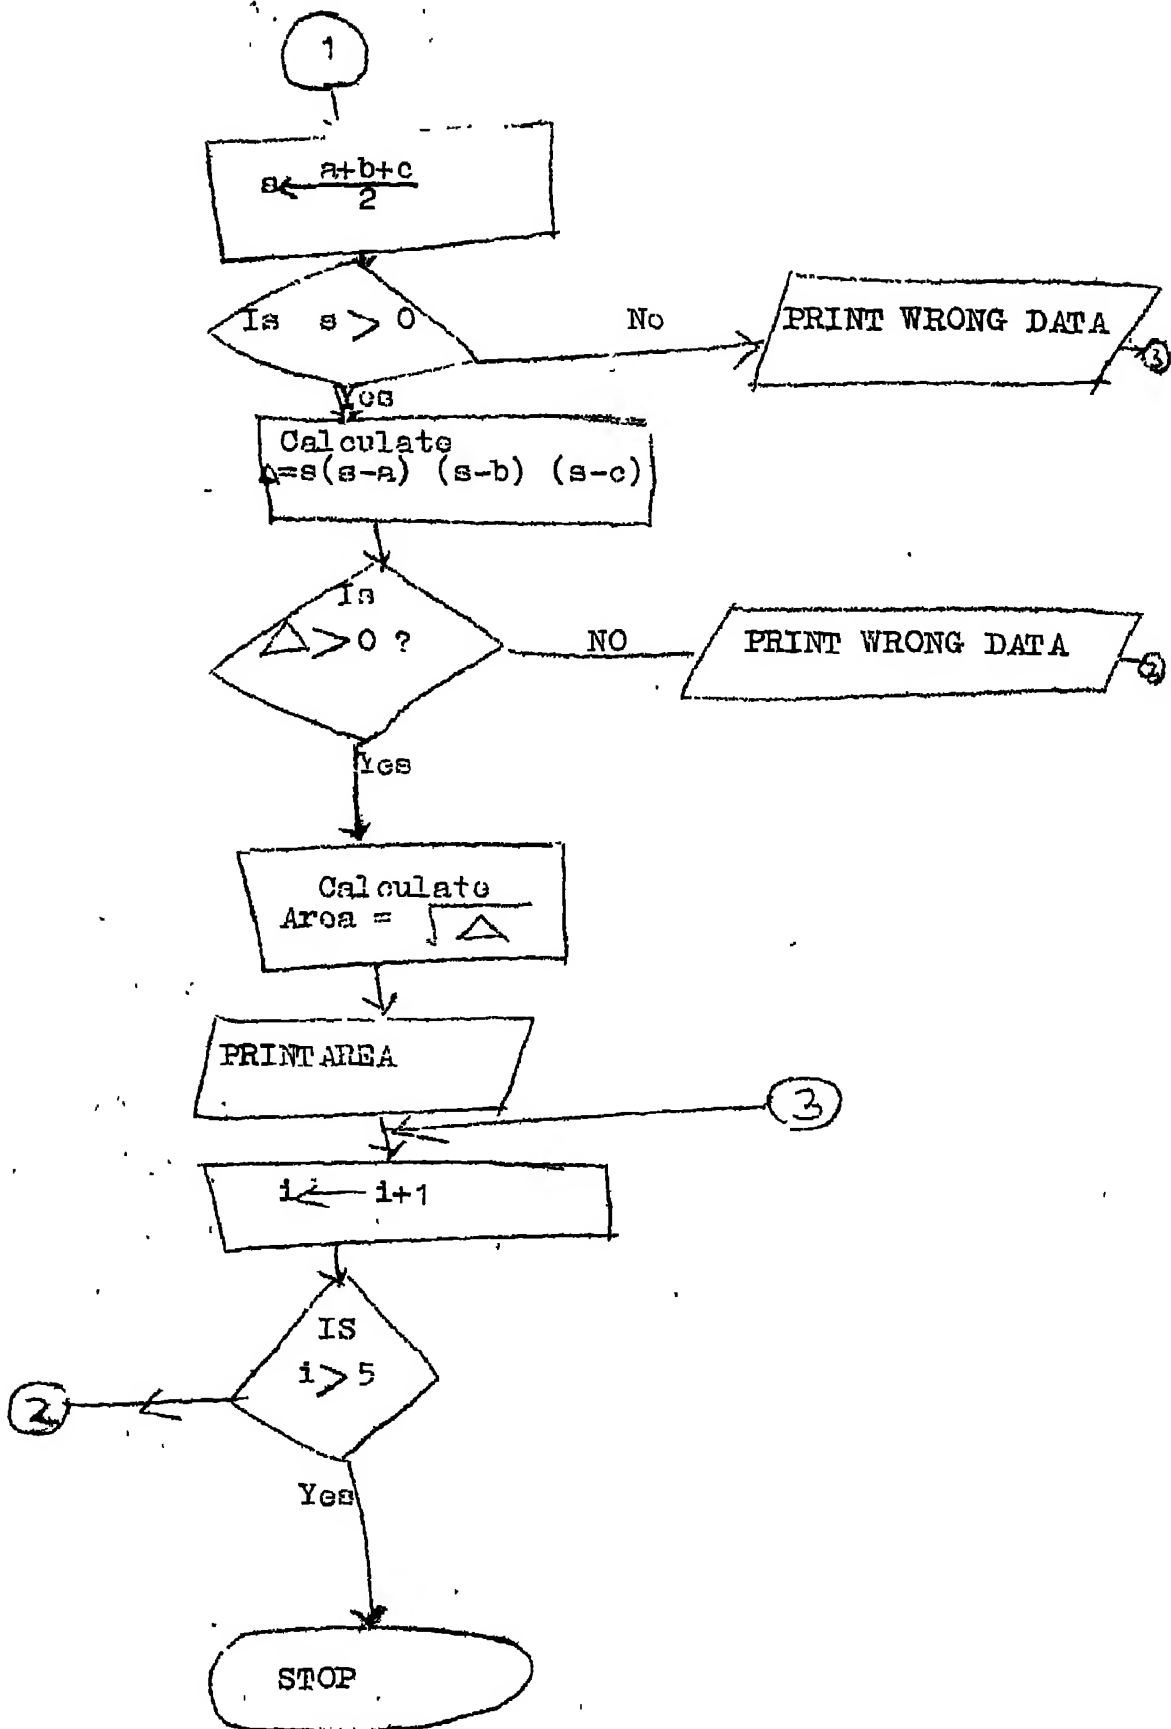 1
s← a+b+c
2
Is s > 0
No
PRINT WRONG DATA
3
Yes
Calculate
Δ=s(s-a) (s-b) (s-c)
Is
Δ > 0 ?
NO
PRINT WRONG DATA
Yes
Calculate
Area = √Δ
PRINT AREA
3
i ← i+1
IS
i > 5
2
Yes
STOP